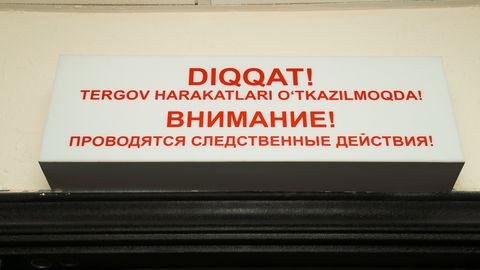 DIQQAT!
TERGOV HARAKATLARI O‘TKAZILMOQDA!
ВНИМАНИЕ!
ПРОВОДЯТСЯ СЛЕДСТВЕННЫЕ ДЕЙСТВИЯ!